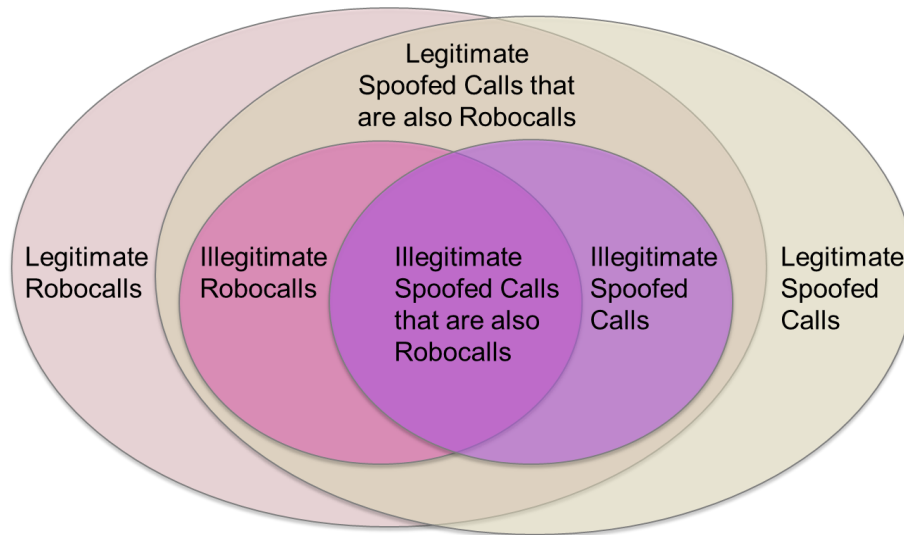 Legitimate
Spoofed Calls that
are also Robocalls
Legitimate
Robocalls
Illegitimate
Robocalls
Illegitimate
Spoofed Calls
that are also
Robocalls
Illegitimate
Spoofed
Calls
Legitimate
Spoofed
Calls